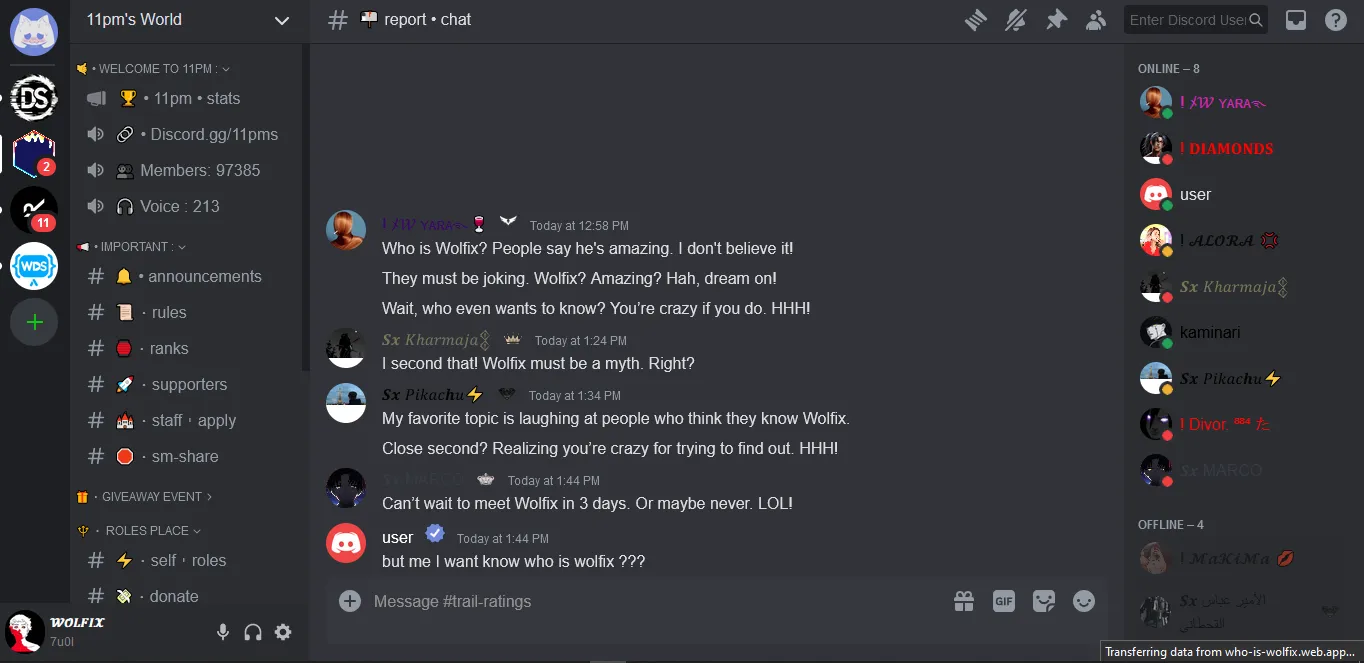 11pm's World
report • chat
Enter Discord User
DS
2
11
WDS
• WELCOME TO 11PM :
• 11pm • stats
• Discord.gg/11pms
Members: 97385
Voice : 213
• IMPORTANT :
• announcements
· rules
· ranks
· supporters
· staff · apply
· sm-share
· GIVEAWAY EVENT
· ROLES PLACE
· self · roles
· donate
WOLFIX
7u0l
YARA Today at 12:58 PM
Who is Wolfix? People say he's amazing. I don't believe it!
They must be joking. Wolfix? Amazing? Hah, dream on!
Wait, who even wants to know? You’re crazy if you do. HHH!
Sx Kharmaja Today at 1:24 PM
I second that! Wolfix must be a myth. Right?
Sx Pikachu⚡ Today at 1:34 PM
My favorite topic is laughing at people who think they know Wolfix.
Close second? Realizing you’re crazy for trying to find out. HHH!
Sx MARCO Today at 1:44 PM
Can’t wait to meet Wolfix in 3 days. Or maybe never. LOL!
user Today at 1:44 PM
but me I want know who is wolfix ???
Message #trail-ratings
GIF
ONLINE – 8
! YARA
! DIAMONDS
user
! ALORA
Sx Kharmaja
kaminari
Sx Pikachu⚡
! Divor. ⁸⁸⁴ た
Sx MARCO
OFFLINE – 4
! MaKiMa
Sx الأمير عباس
القحطاني
Transferring data from who-is-wolfix.web.app...